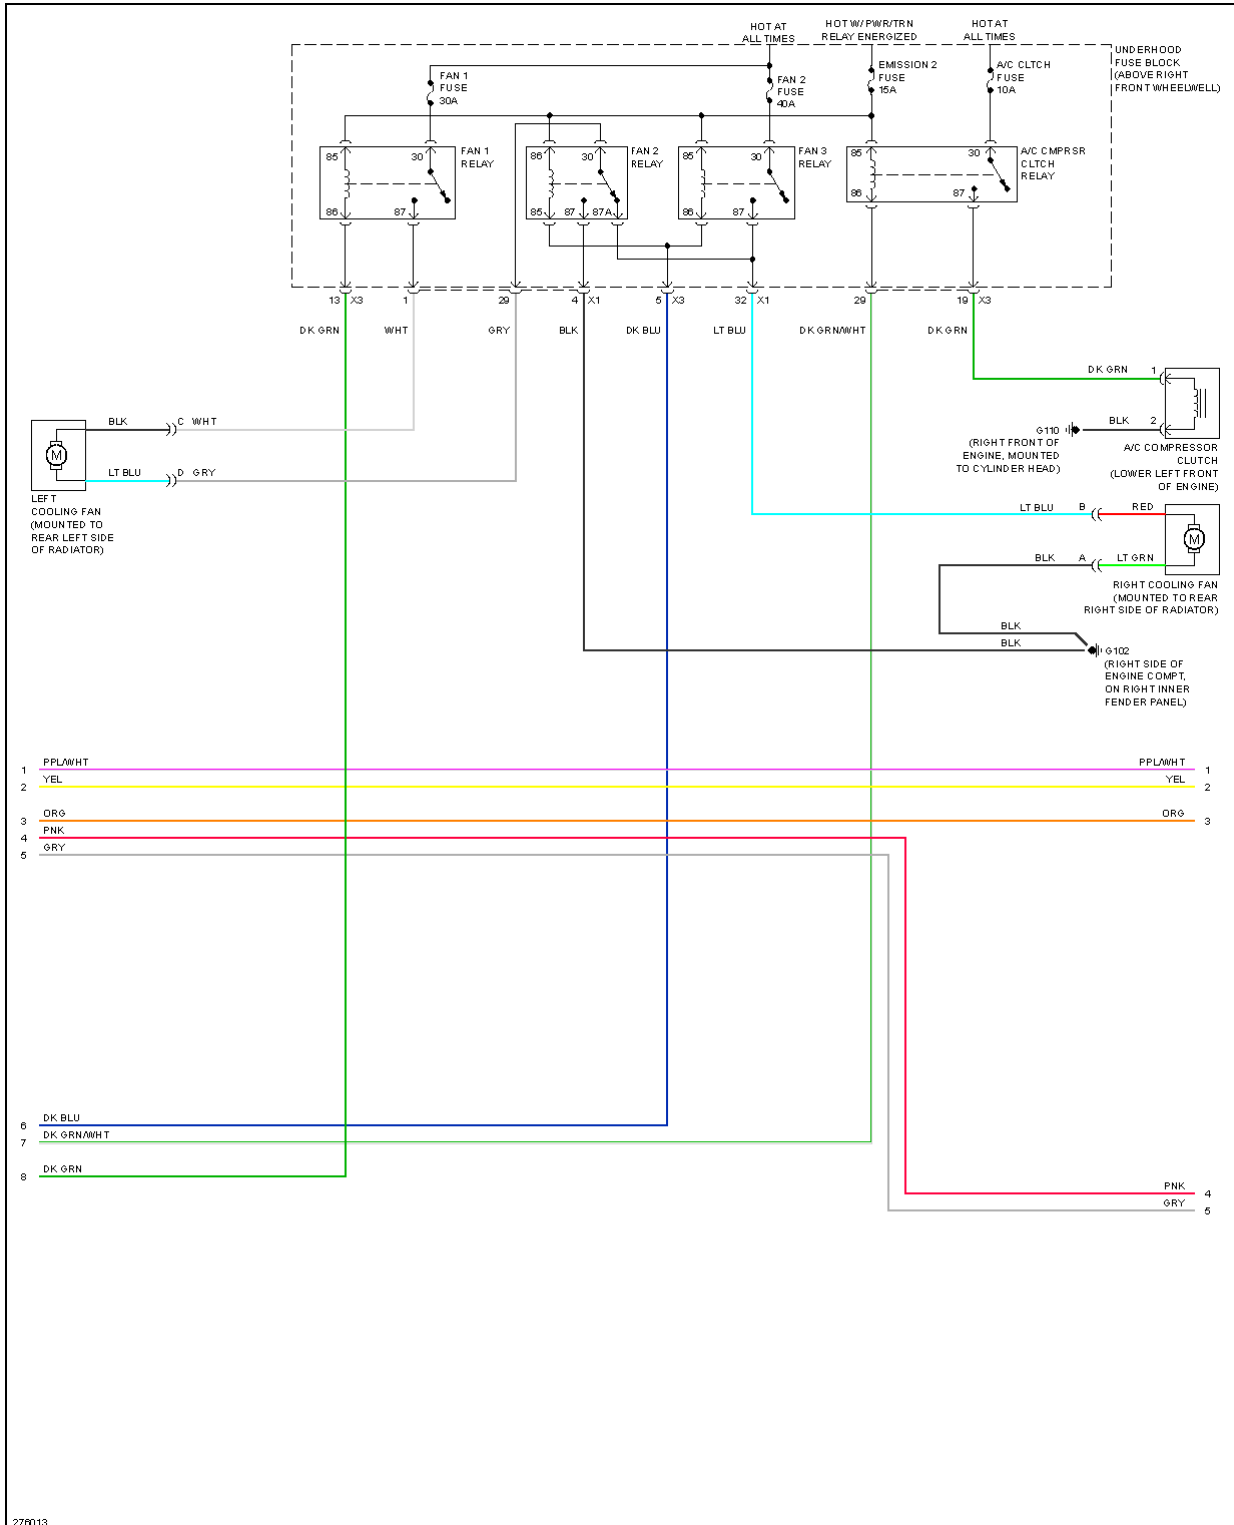 HOT AT
ALL TIMES
HOT W/ PWR/TRN
RELAY ENERGIZED
HOT AT
ALL TIMES
UNDERHOOD
FUSE BLOCK
(ABOVE RIGHT
FRONT WHEELWELL)
FAN 1
FUSE
30A
FAN 2
FUSE
40A
EMISSION 2
FUSE
15A
A/C CLTCH
FUSE
10A
85
30
86
87
FAN 1
RELAY
86
30
85
87
87A
FAN 2
RELAY
85
30
86
87
FAN 3
RELAY
85
30
86
87
A/C CMPRSR
CLTCH
RELAY
13 X3
1
29
4 X1
5 X3
32 X1
29
19 X3
DK GRN
WHT
GRY
BLK
DK BLU
LT BLU
DK GRN/WHT
DK GRN
DK GRN 1
BLK 2
G110
(RIGHT FRONT OF
ENGINE, MOUNTED
TO CYLINDER HEAD)
A/C COMPRESSOR
CLUTCH
(LOWER LEFT FRONT
OF ENGINE)
BLK C WHT
M
LT BLU D GRY
LEFT
COOLING FAN
(MOUNTED TO
REAR LEFT SIDE
OF RADIATOR)
LT BLU B RED
M
BLK A LT GRN
RIGHT COOLING FAN
(MOUNTED TO REAR
RIGHT SIDE OF RADIATOR)
BLK
BLK
G102
(RIGHT SIDE OF
ENGINE COMPT,
ON RIGHT INNER
FENDER PANEL)
1 PPL/WHT PPL/WHT 1
2 YEL YEL 2
3 ORG ORG 3
4 PNK
5 GRY
6 DK BLU
7 DK GRN/WHT
8 DK GRN
PNK 4
GRY 5
276013